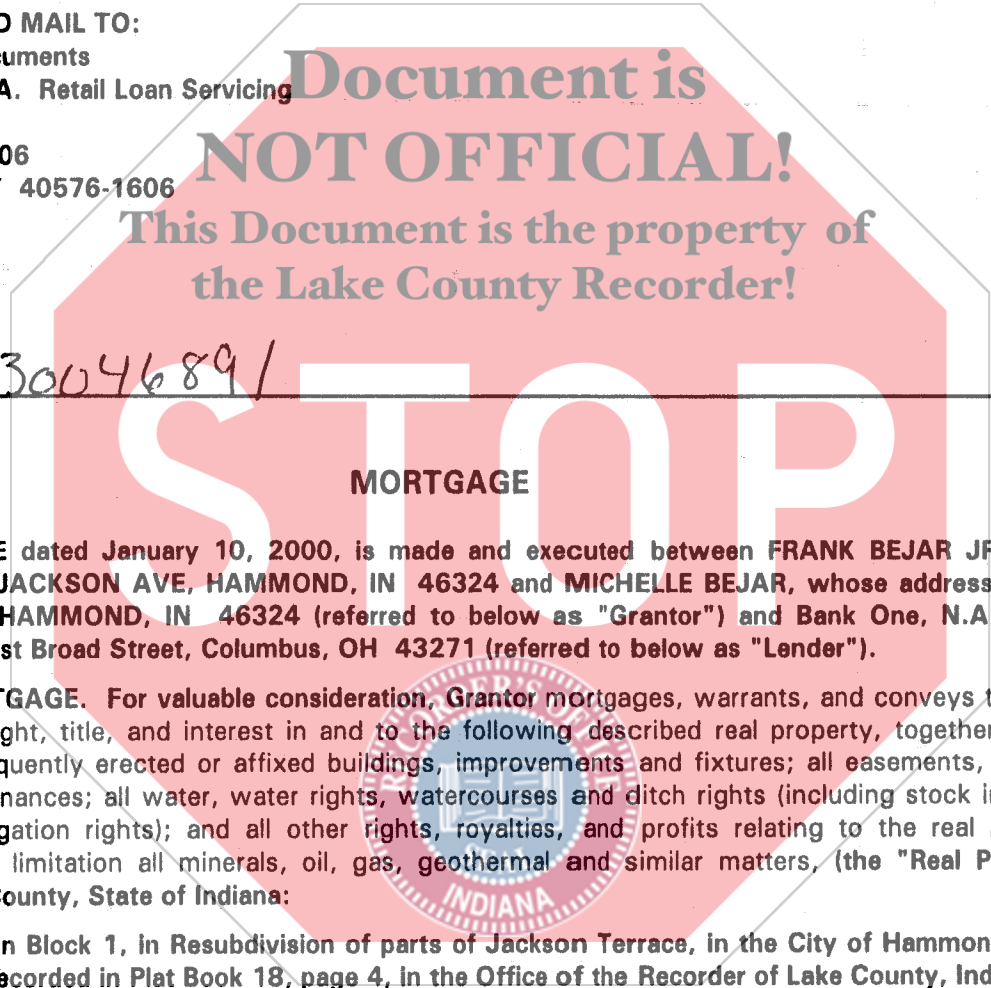 MAIL TO:
cuments
A. Retail Loan Servicing
Document is
NOT OFFICIAL!
06
40576-1606
This Document is the property of
the Lake County Recorder!
30046891
STOP
MORTGAGE
E dated January 10, 2000, is made and executed between FRANK BEJAR JR
JACKSON AVE, HAMMOND, IN 46324 and MICHELLE BEJAR, whose address
HAMMOND, IN 46324 (referred to below as "Grantor") and Bank One, N.A
st Broad Street, Columbus, OH 43271 (referred to below as "Lender").
TGAGE. For valuable consideration, Grantor mortgages, warrants, and conveys t
ght, title, and interest in and to the following described real property, together
quently erected or affixed buildings, improvements and fixtures; all easements,
nances; all water, water rights, watercourses and ditch rights (including stock i
gation rights); and all other rights, royalties, and profits relating to the real
limitation all minerals, oil, gas, geothermal and similar matters, (the "Real P
County, State of Indiana:
RECORDER'S OFFICE
SEAL
INDIANA
n Block 1, in Resubdivision of parts of Jackson Terrace, in the City of Hammon
ecorded in Plat Book 18, page 4, in the Office of the Recorder of Lake County, Ind